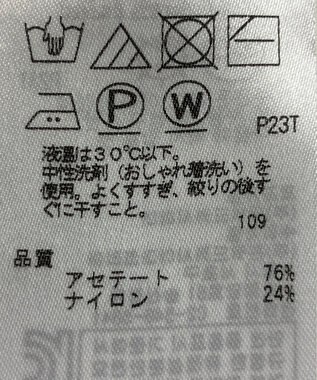 P W
P23T
液温は30℃以下。
中性洗剤(おしゃれ着洗い)を
使用。よくすすぎ、絞りの後す
ぐに干すこと。
109
品質
アセテート 76%
ナイロン 24%